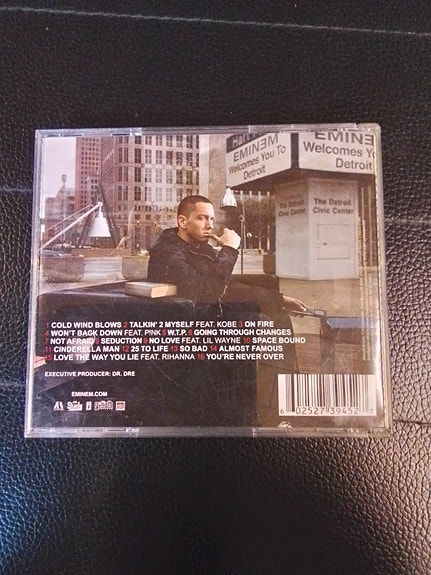 EMINƎM
Welcomes You To
Detroit
EMINƎ
Welcomes Y
Detroit
The Detroit
Civic Center
The Detroit
Civic Center
1 COLD WIND BLOWS 2 TALKIN' 2 MYSELF FEAT. KOBE 3 ON FIRE
4 WON'T BACK DOWN FEAT. P!NK 5 W.T.P. 6 GOING THROUGH CHANGES
7 NOT AFRAID 8 SEDUCTION 9 NO LOVE FEAT. LIL WAYNE 10 SPACE BOUND
11 CINDERELLA MAN 12 25 TO LIFE 13 SO BAD 14 ALMOST FAMOUS
15 LOVE THE WAY YOU LIE FEAT. RIHANNA 16 YOU'RE NEVER OVER
EXECUTIVE PRODUCER: DR. DRE
EMINEM.COM
6 02527 39452 7